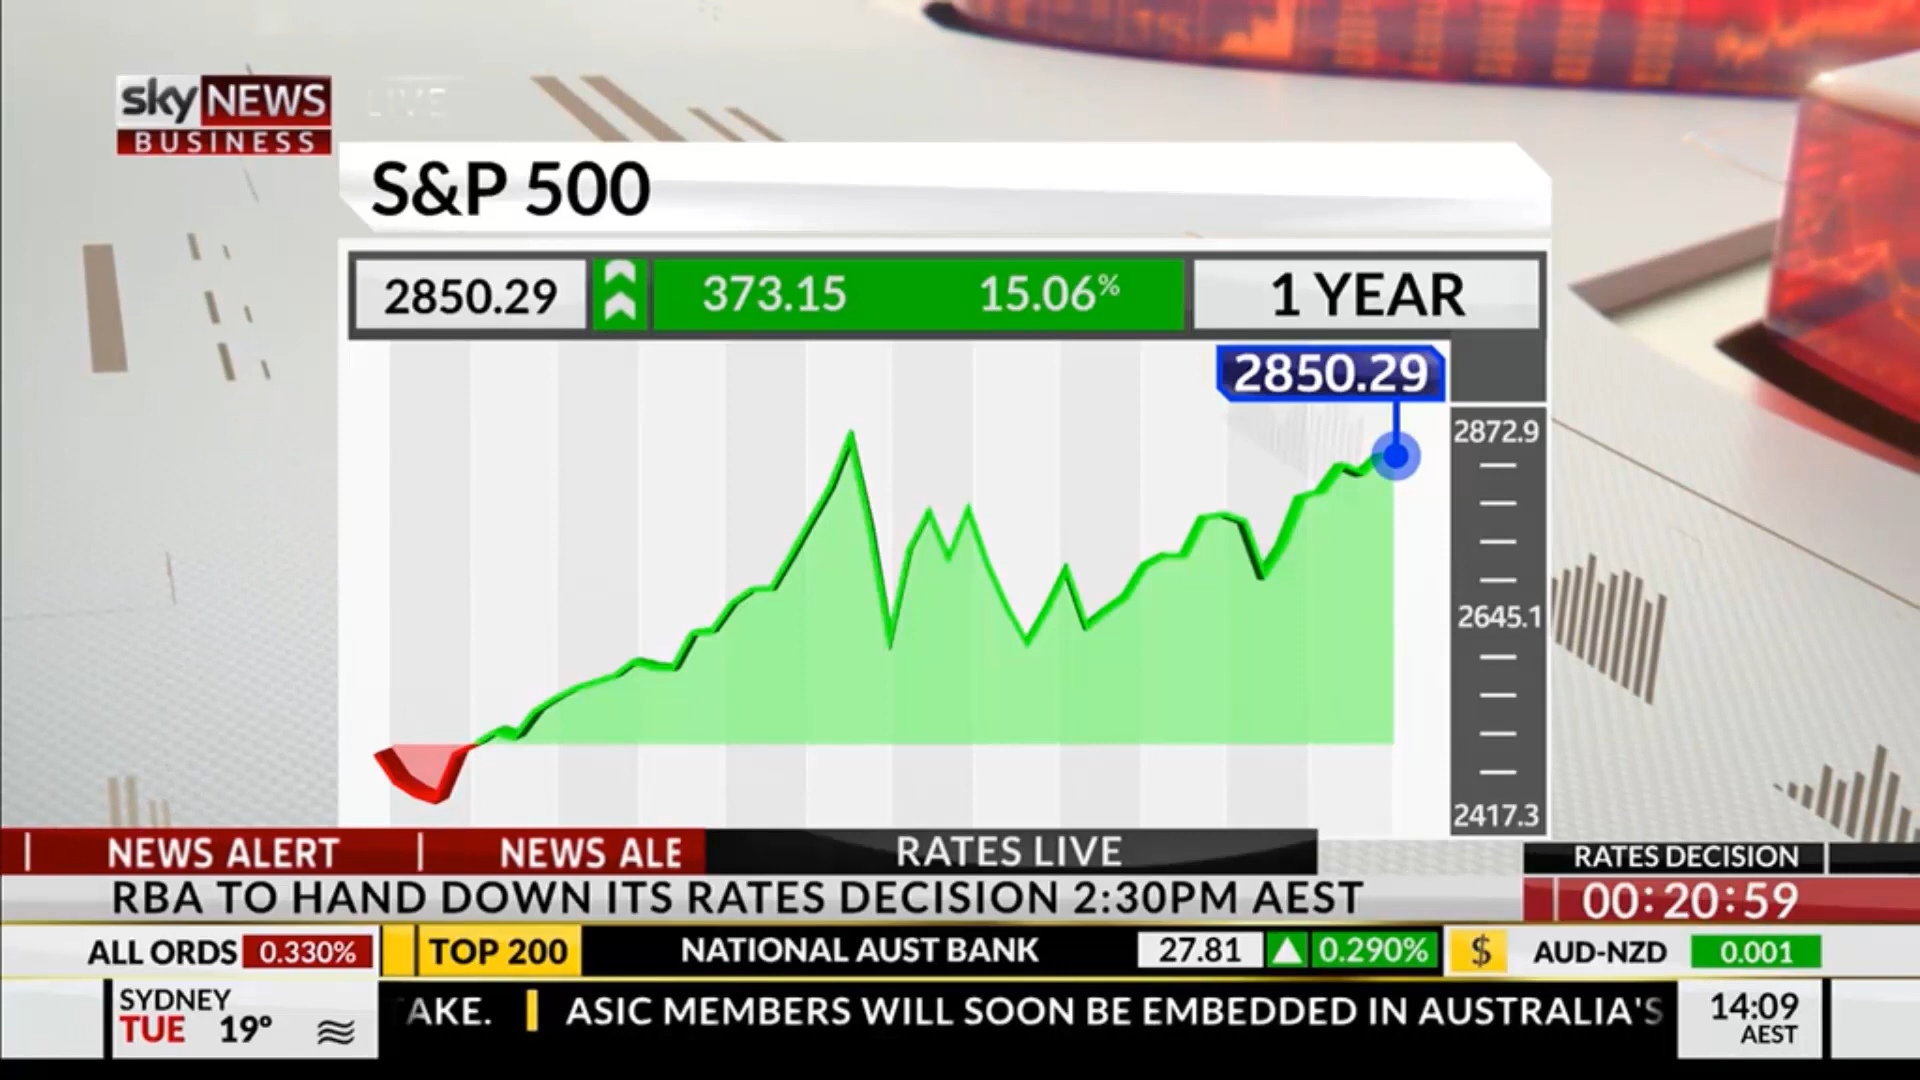 sky NEWS
BUSINESS
LIVE
S&P 500
2850.29
373.15
15.06%
1 YEAR
2850.29
2872.9
2645.1
2417.3
NEWS ALERT
NEWS ALE
RATES LIVE
RATES DECISION
RBA TO HAND DOWN ITS RATES DECISION 2:30PM AEST
00:20:59
ALL ORDS 0.330%
TOP 200
NATIONAL AUST BANK
27.81
0.290%
$
AUD-NZD
0.001
SYDNEY
TUE 19º
AKE.
ASIC MEMBERS WILL SOON BE EMBEDDED IN AUSTRALIA'S
14:09
AEST